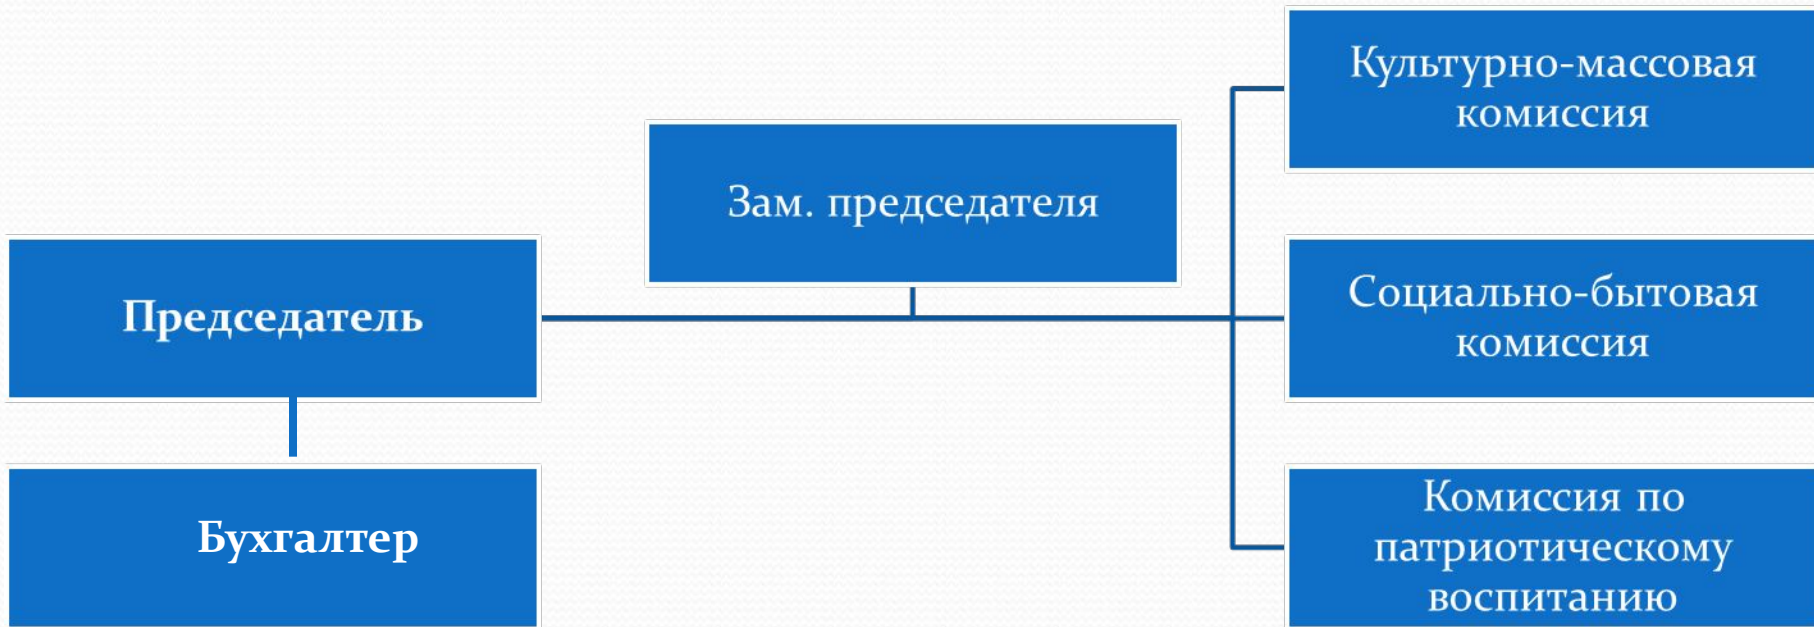 Культурно-массовая
комиссия
Зам. председателя
Председатель
Социально-бытовая
комиссия
Бухгалтер
Комиссия по
патриотическому
воспитанию